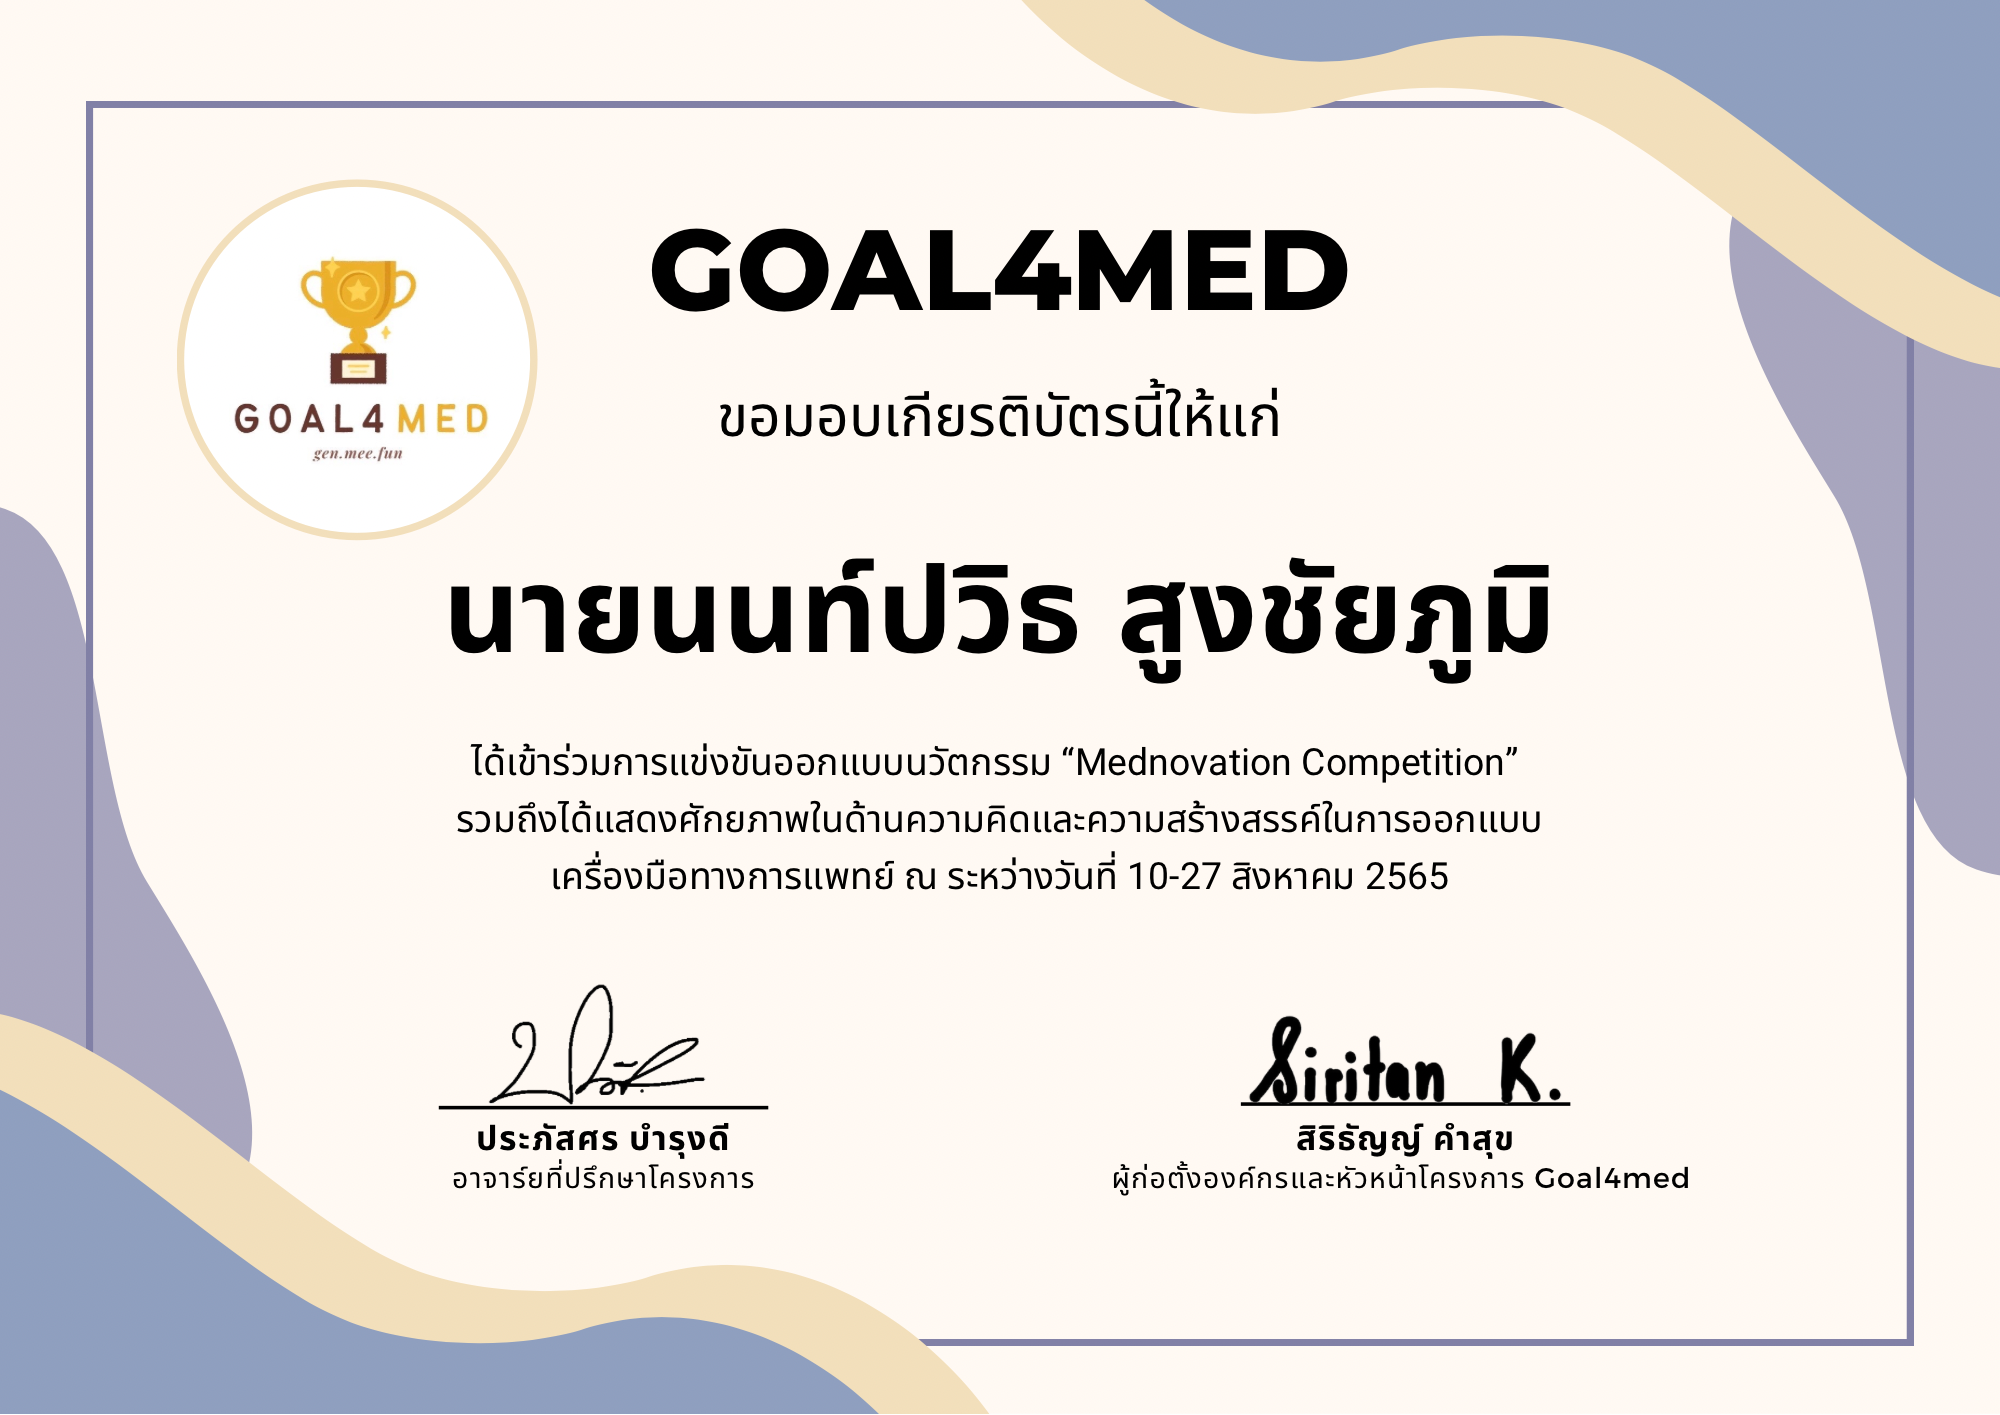 GOAL4MED
GOAL4MED
gen.mee.fun
ขอมอบเกียรติบัตรนี้ให้แก่
นายนนท์ปวิธ สูงชัยภูมิ
ได้เข้าร่วมการแข่งขันออกแบบนวัตกรรม “Mednovation Competition”
รวมถึงได้แสดงศักยภาพในด้านความคิดและความสร้างสรรค์ในการออกแบบ
เครื่องมือทางการแพทย์ ณ ระหว่างวันที่ 10-27 สิงหาคม 2565
Siritan K.
ประภัสศร บำรุงดี
อาจาร์ยที่ปรึกษาโครงการ
สิริธัญญ์ คำสุข
ผู้ก่อตั้งองค์กรและหัวหน้าโครงการ Goal4med